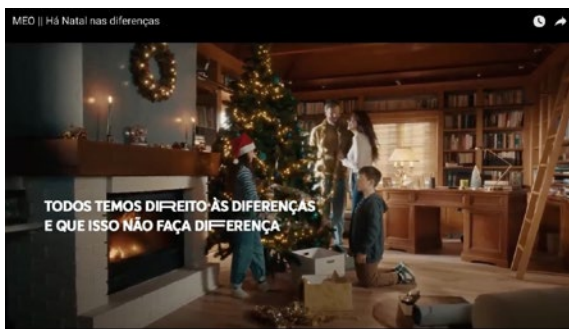 MEO || Há Natal nas diferenças
TODOS TEMOS DIREITO ÀS DIFERENÇAS
E QUE ISSO NÃO FAÇA DIFERENÇA